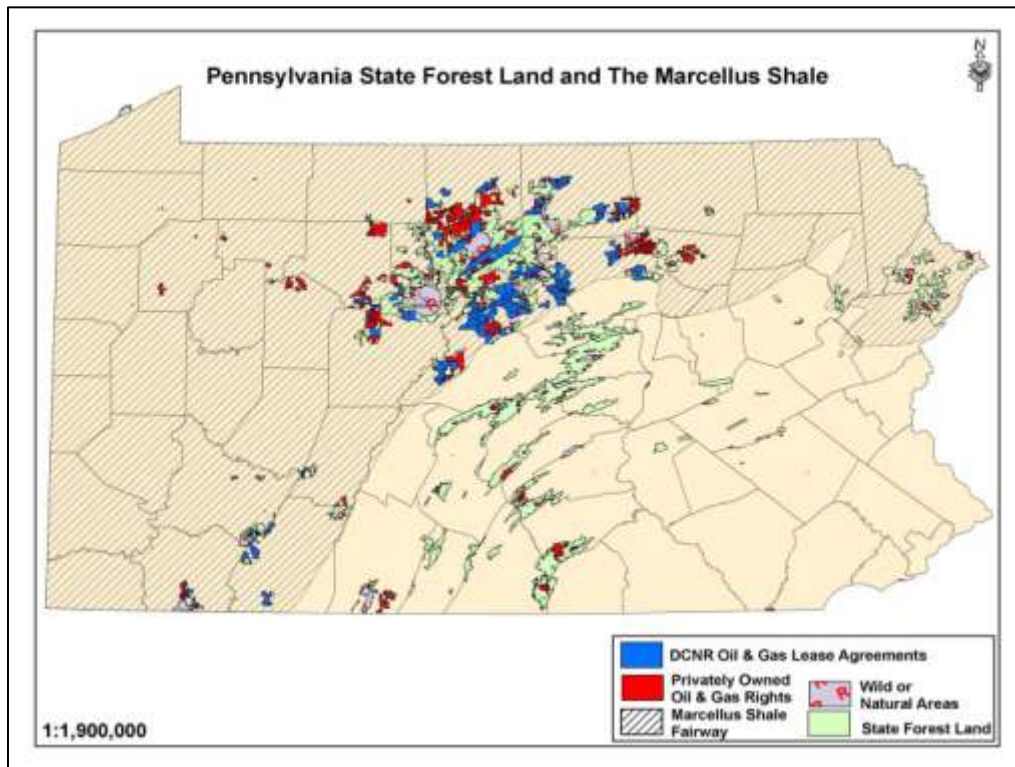 Pennsylvania State Forest Land and The Marcellus Shale
N
DCNR Oil & Gas Lease Agreements
Privately Owned
Oil & Gas Rights
Wild or
Natural Areas
Marcellus Shale
Fairway
State Forest Land
1:1,900,000